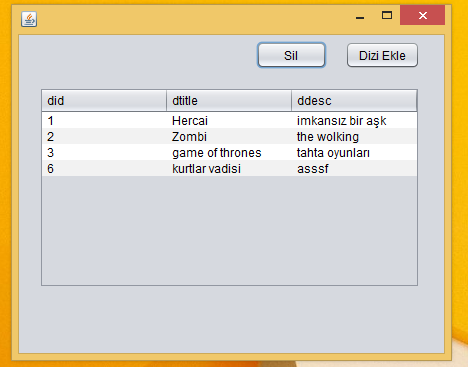 Sil Dizi Ekle
did dtitle ddesc
1 Hercai imkansız bir aşk
2 Zombi the wolking
3 game of thrones tahta oyunları
6 kurtlar vadisi asssf